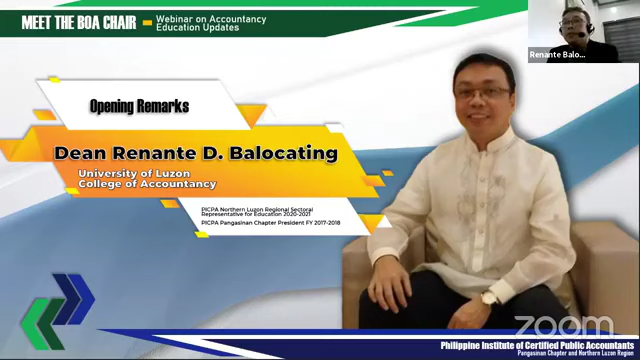 MEET THE BOA CHAIR
Webinar on Accountancy
Education Updates
Renante Balo...
Opening Remarks
Dean Renante D. Balocating
University of Luzon
College of Accountancy
PICPA Northern Luzon Regional Sectoral
Representative for Education 2020-2021
PICPA Pangasinan Chapter President FY 2017-2018
zoom
Philippine Institute of Certified Public Accountants
Pangasinan Chapter and Northern Luzon Region